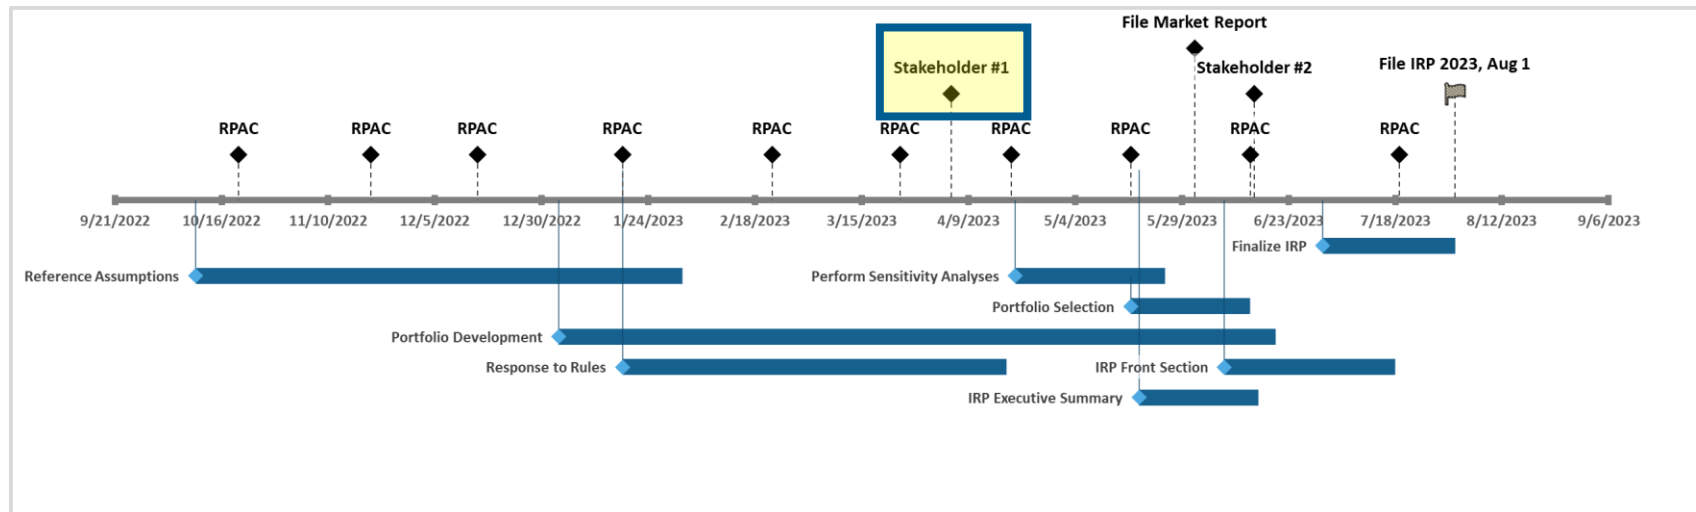 File Market Report
Stakeholder #1
Stakeholder #2
File IRP 2023, Aug 1
RPAC
RPAC
RPAC
RPAC
RPAC
RPAC
RPAC
RPAC
RPAC
RPAC
9/21/2022
10/16/2022
11/10/2022
12/5/2022
12/30/2022
1/24/2023
2/18/2023
3/15/2023
4/9/2023
5/4/2023
5/29/2023
6/23/2023
7/18/2023
8/12/2023
9/6/2023
Finalize IRP
Reference Assumptions
Perform Sensitivity Analyses
Portfolio Selection
Portfolio Development
Response to Rules
IRP Front Section
IRP Executive Summary